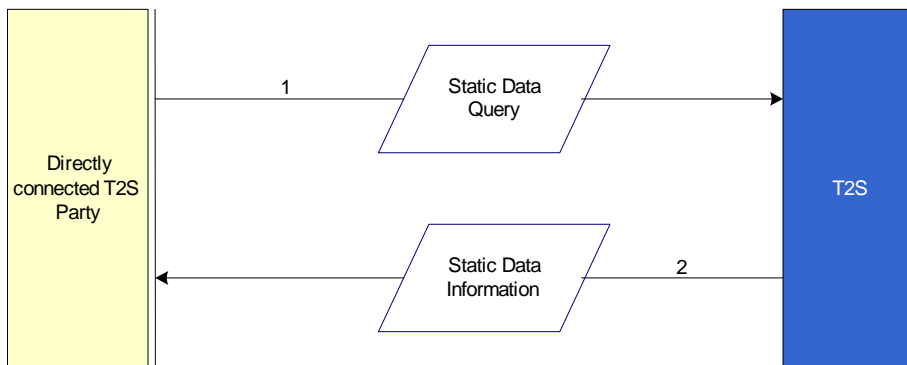 1
Static Data
Query
Directly
connected T2S
Party
T2S
Static Data
Information
2